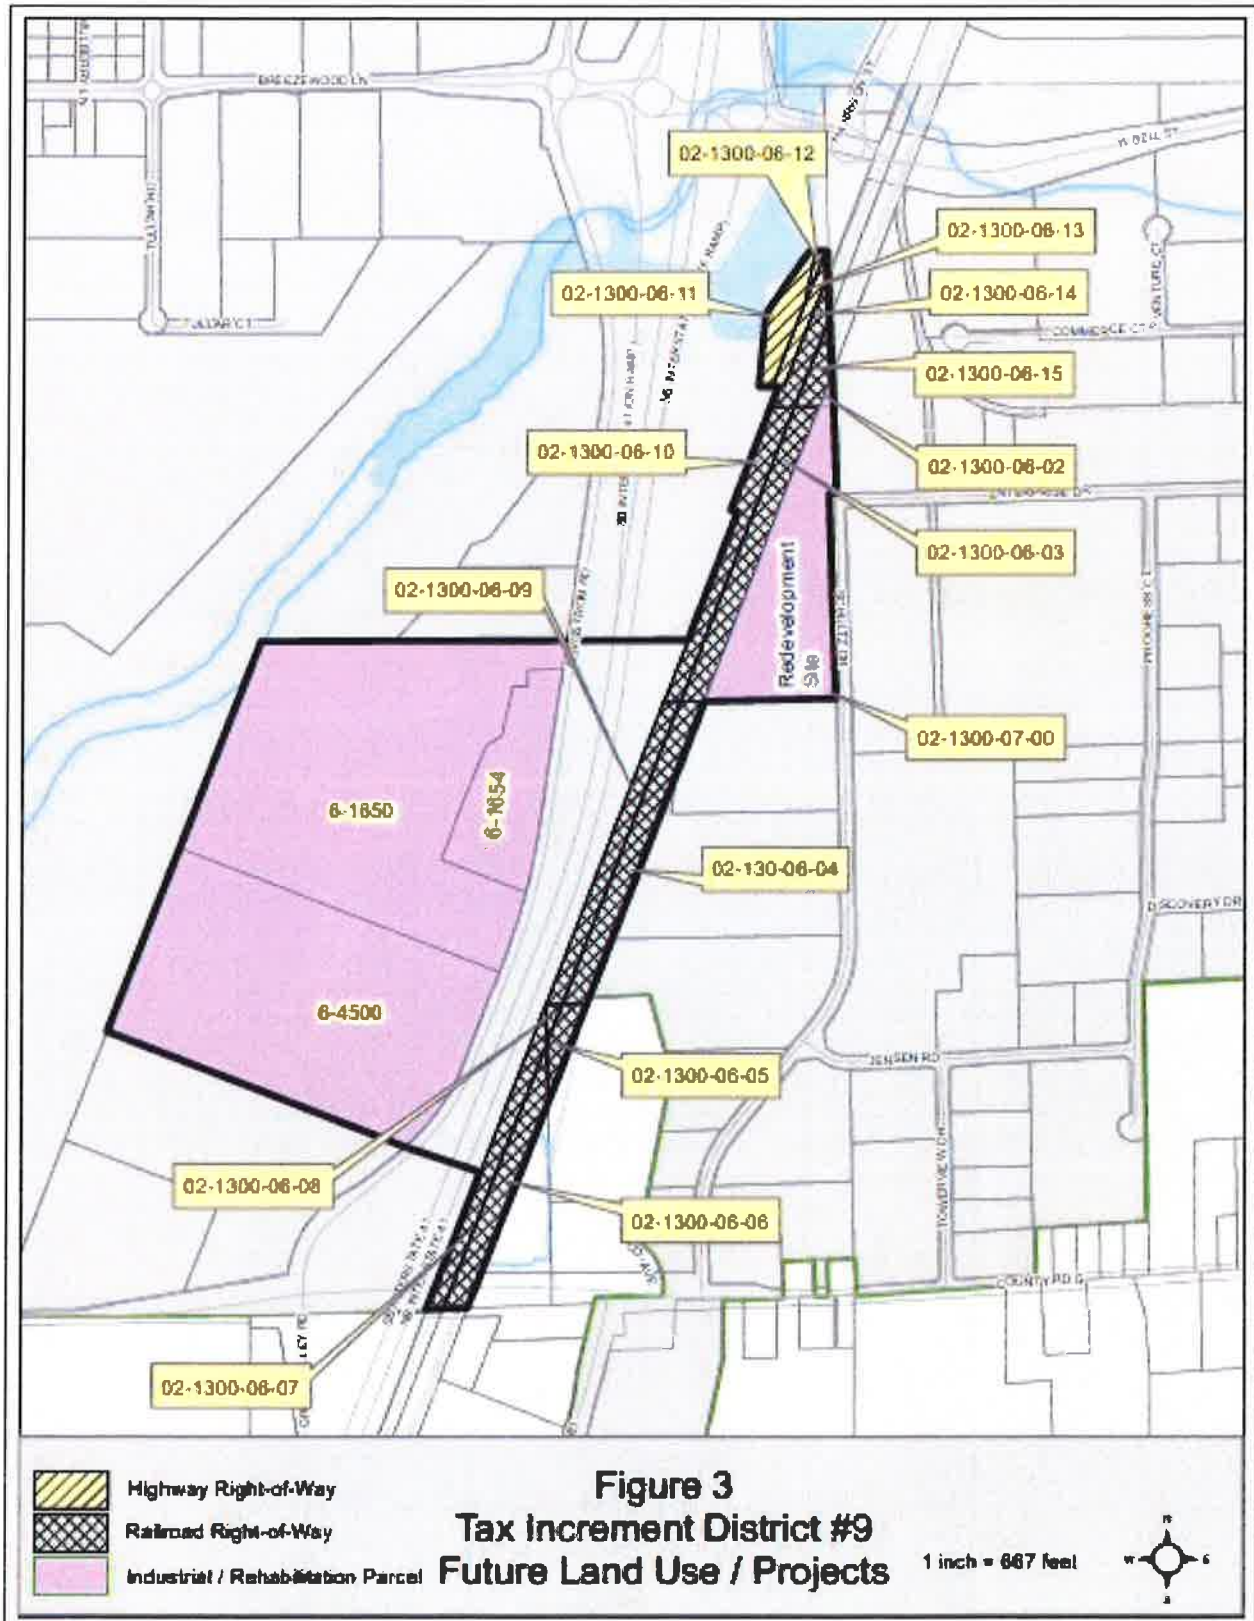 BREEZEWOOD LN
02-1300-06-12
02-1300-06-13
02-1300-06-11
02-1300-06-14
COMMERCE CT
VENTURE CT
02-1300-06-15
02-1300-06-10
02-1300-06-02
ENTERPRISE DR
02-1300-06-03
02-1300-06-09
Redevelopment
Site
02-1300-07-00
6-1650
6-1654
02-130-06-04
DISCOVERY DR
6-4500
JENSEN RD
02-1300-06-05
TOWERVIEW DR
02-1300-06-08
02-1300-06-06
COUNTY RD G
02-1300-06-07
Highway Right-of-Way
Railroad Right-of-Way
Industrial / Rehabilitation Parcel
Figure 3
Tax Increment District #9
Future Land Use / Projects
1 inch = 667 feet